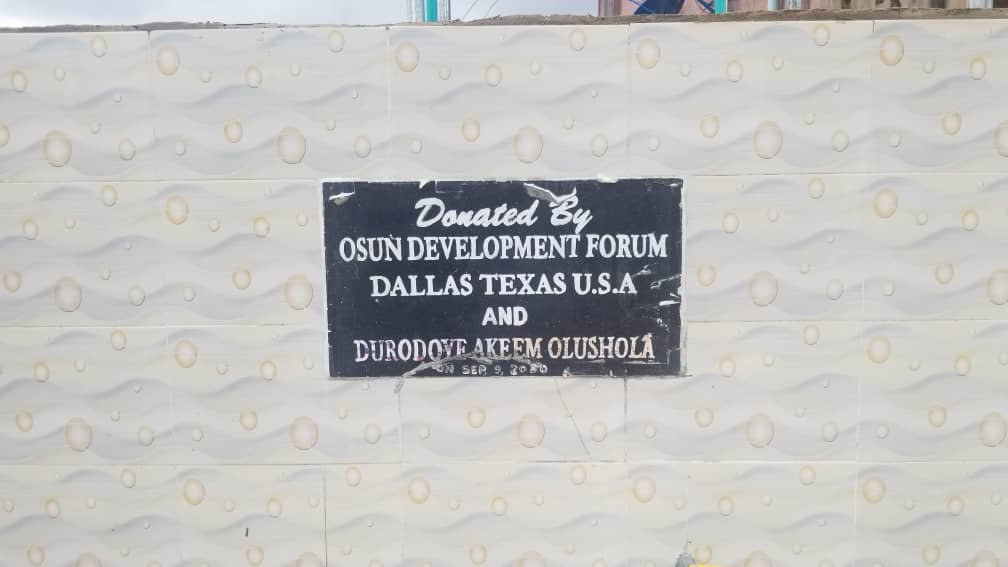 Donated By
OSUN DEVELOPMENT FORUM
DALLAS TEXAS U.S.A
AND
DURODOYE AKEEM OLUSHOLA
ON SEP 9, 2020